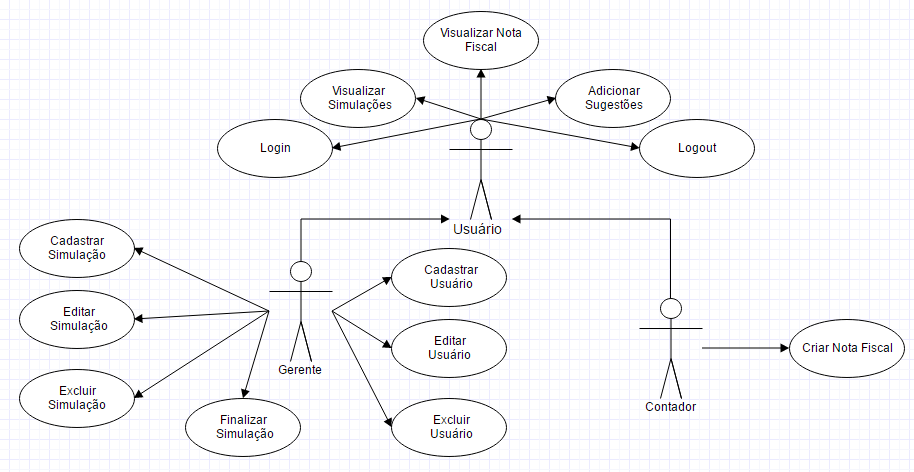 Visualizar Nota
Fiscal
Visualizar
Simulações
Adicionar
Sugestões
Login
Logout
Usuário
Cadastrar
Simulação
Editar
Simulação
Excluir
Simulação
Finalizar
Simulação
Gerente
Cadastrar
Usuário
Editar
Usuário
Excluir
Usuário
Contador
Criar Nota Fiscal